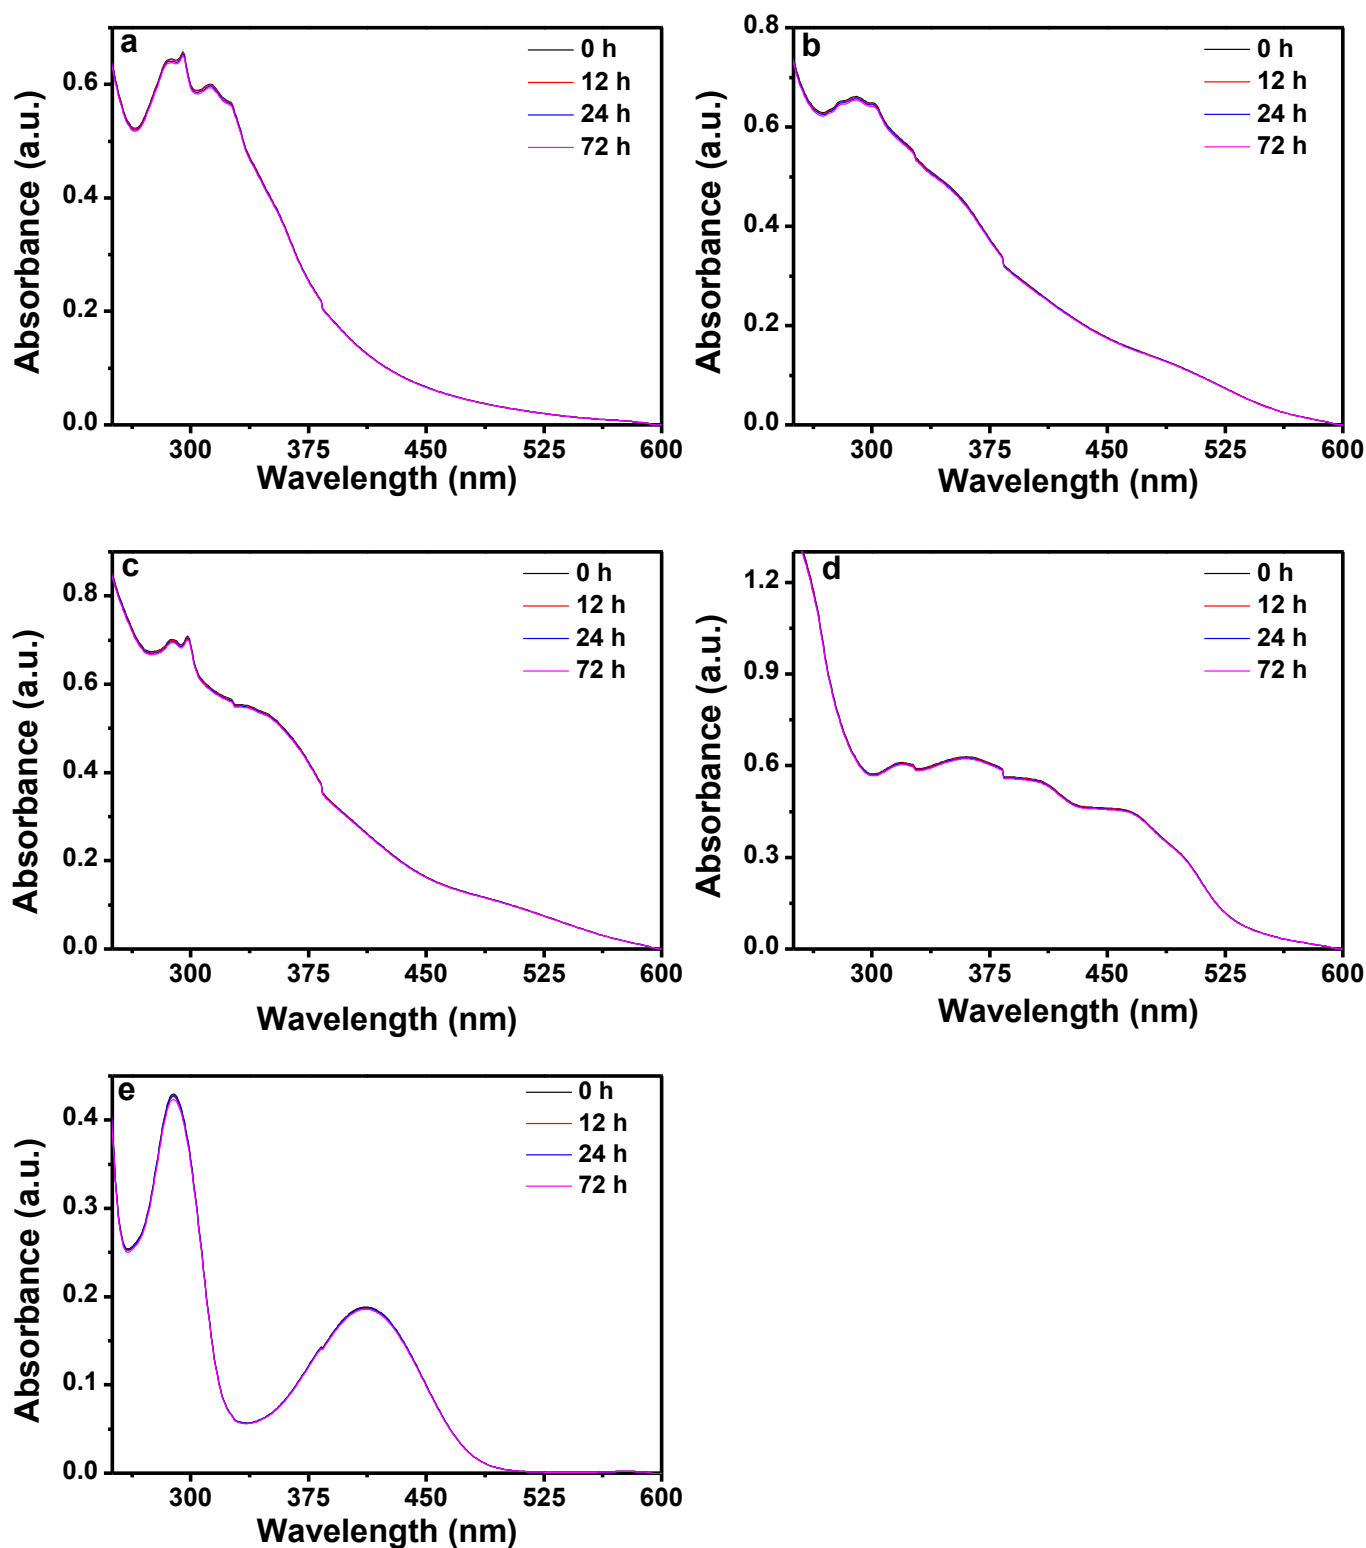 a
0 h
12 h
24 h
72 h
0.6
0.4
0.2
0.0
300 375 450 525 600
Absorbance (a.u.)
Wavelength (nm)
b
0 h
12 h
24 h
72 h
0.8
0.6
0.4
0.2
0.0
300 375 450 525 600
Absorbance (a.u.)
Wavelength (nm)
c
0 h
12 h
24 h
72 h
0.8
0.6
0.4
0.2
0.0
300 375 450 525 600
Absorbance (a.u.)
Wavelength (nm)
d
0 h
12 h
24 h
72 h
1.2
0.9
0.6
0.3
0.0
300 375 450 525 600
Absorbance (a.u.)
Wavelength (nm)
e
0 h
12 h
24 h
72 h
0.4
0.3
0.2
0.1
0.0
300 375 450 525 600
Absorbance (a.u.)
Wavelength (nm)